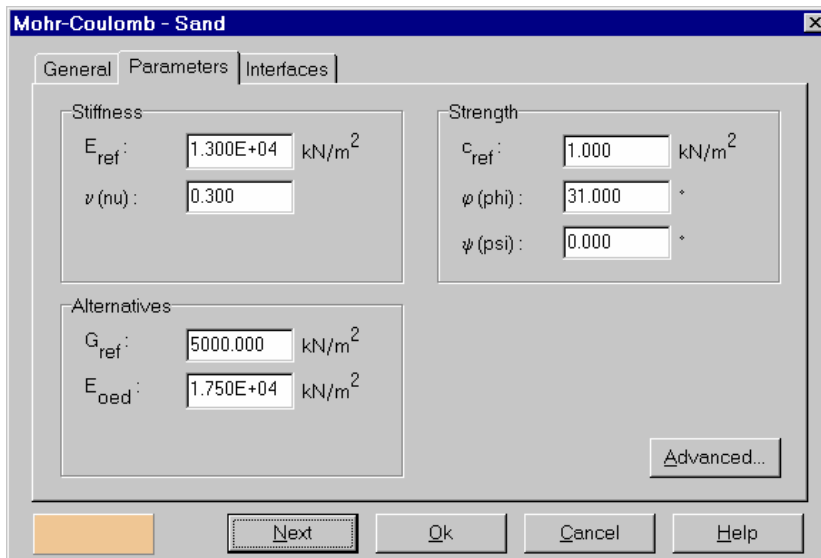 Mohr-Coulomb - Sand
General Parameters Interfaces
Stiffness
E_ref : 1.300E+04 kN/m²
ν (nu) : 0.300
Strength
c_ref : 1.000 kN/m²
φ (phi) : 31.000 °
ψ (psi) : 0.000 °
Alternatives
G_ref : 5000.000 kN/m²
E_oed : 1.750E+04 kN/m²
Advanced...
Next Ok Cancel Help